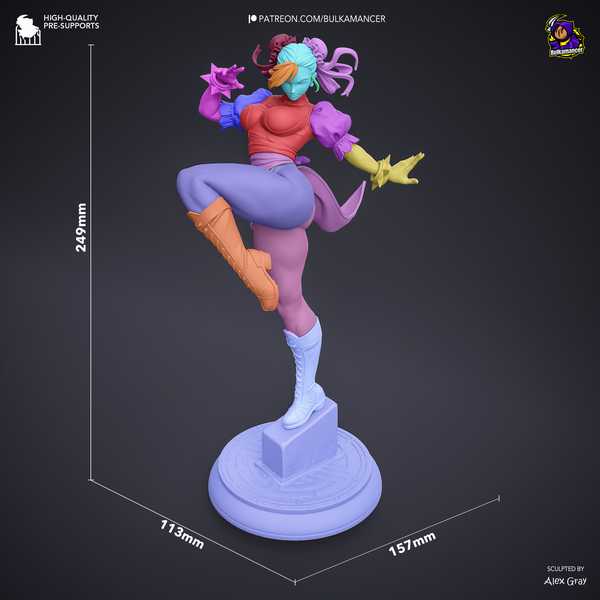 HIGH-QUALITY
PRE-SUPPORTS
PATREON.COM/BULKAMANCER
Bulkamancer
249mm
113mm
157mm
SCULPTED BY
Alex Gray